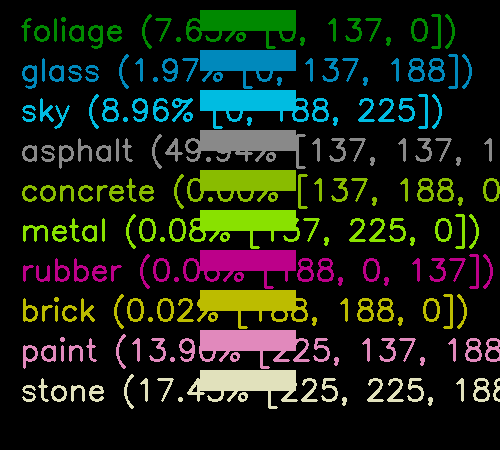 foliage (7.65% [0, 137, 0])
glass (1.97% [0, 137, 188])
sky (8.96% [0, 188, 225])
asphalt (49.94% [137, 137, 1
concrete (0.00% [137, 188, 0
metal (0.08% [137, 225, 0])
rubber (0.06% [188, 0, 137])
brick (0.02% [188, 188, 0])
paint (13.90% [225, 137, 188
stone (17.43% [225, 225, 188